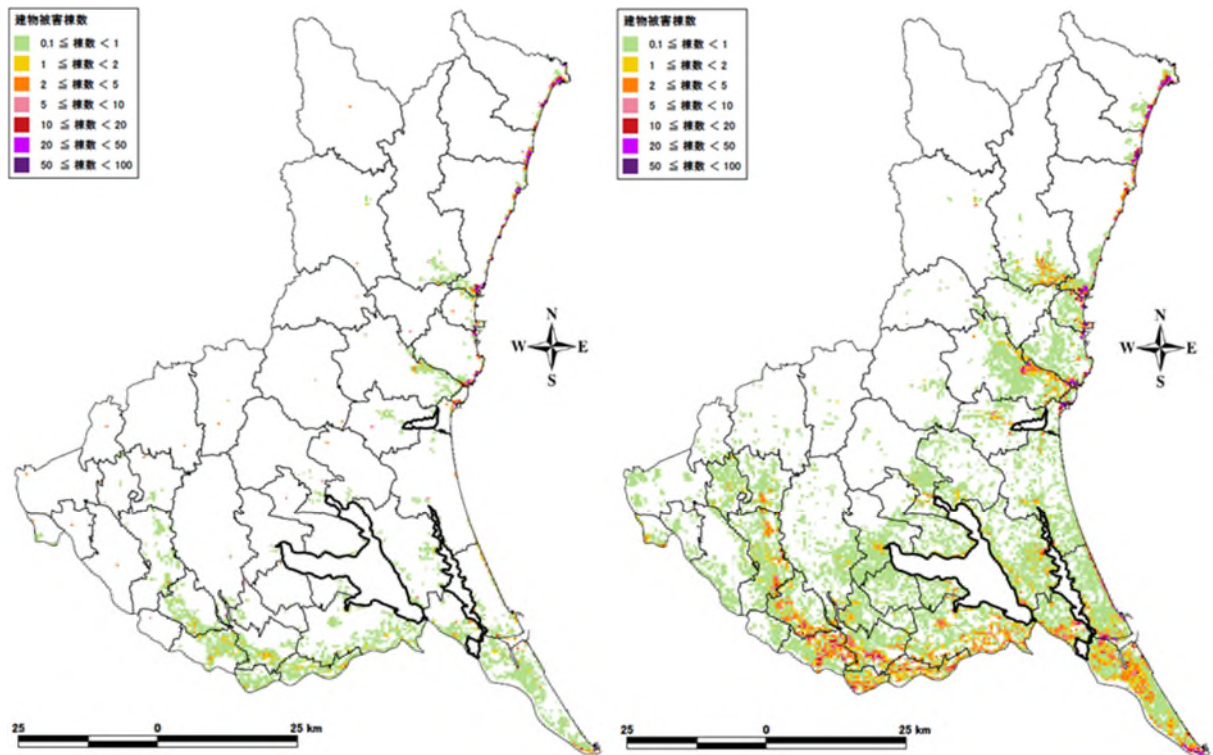 建物被害棟数
0.1 ≦ 棟数 < 1
1 ≦ 棟数 < 2
2 ≦ 棟数 < 5
5 ≦ 棟数 < 10
10 ≦ 棟数 < 20
20 ≦ 棟数 < 50
50 ≦ 棟数 < 100
N
W E
S
25 0 25 km
建物被害棟数
0.1 ≦ 棟数 < 1
1 ≦ 棟数 < 2
2 ≦ 棟数 < 5
5 ≦ 棟数 < 10
10 ≦ 棟数 < 20
20 ≦ 棟数 < 50
50 ≦ 棟数 < 100
N
W E
S
25 0 25 km